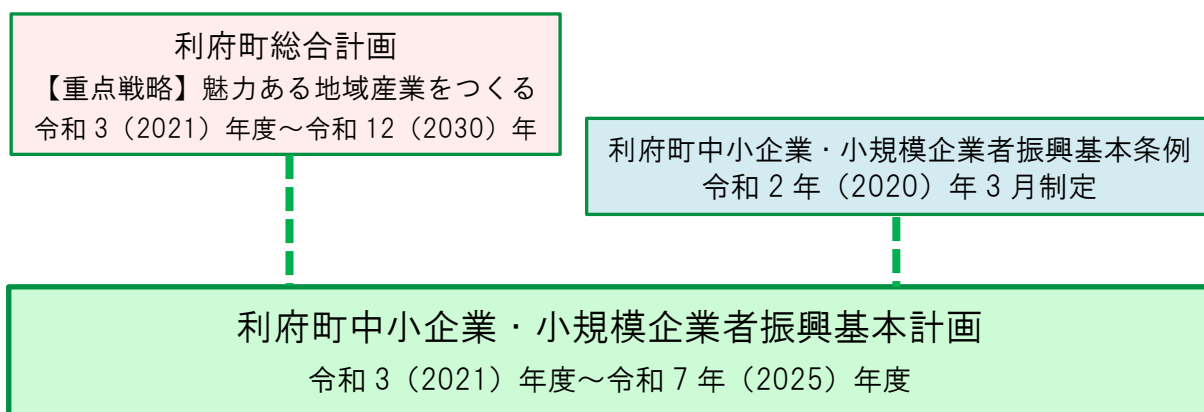 利府町総合計画
【重点戦略】魅力ある地域産業をつくる
令和 3（2021）年度～令和 12（2030）年
利府町中小企業・小規模企業者振興基本条例
令和 2 年（2020）年 3 月制定
利府町中小企業・小規模企業者振興基本計画
令和 3（2021）年度～令和 7 年（2025）年度